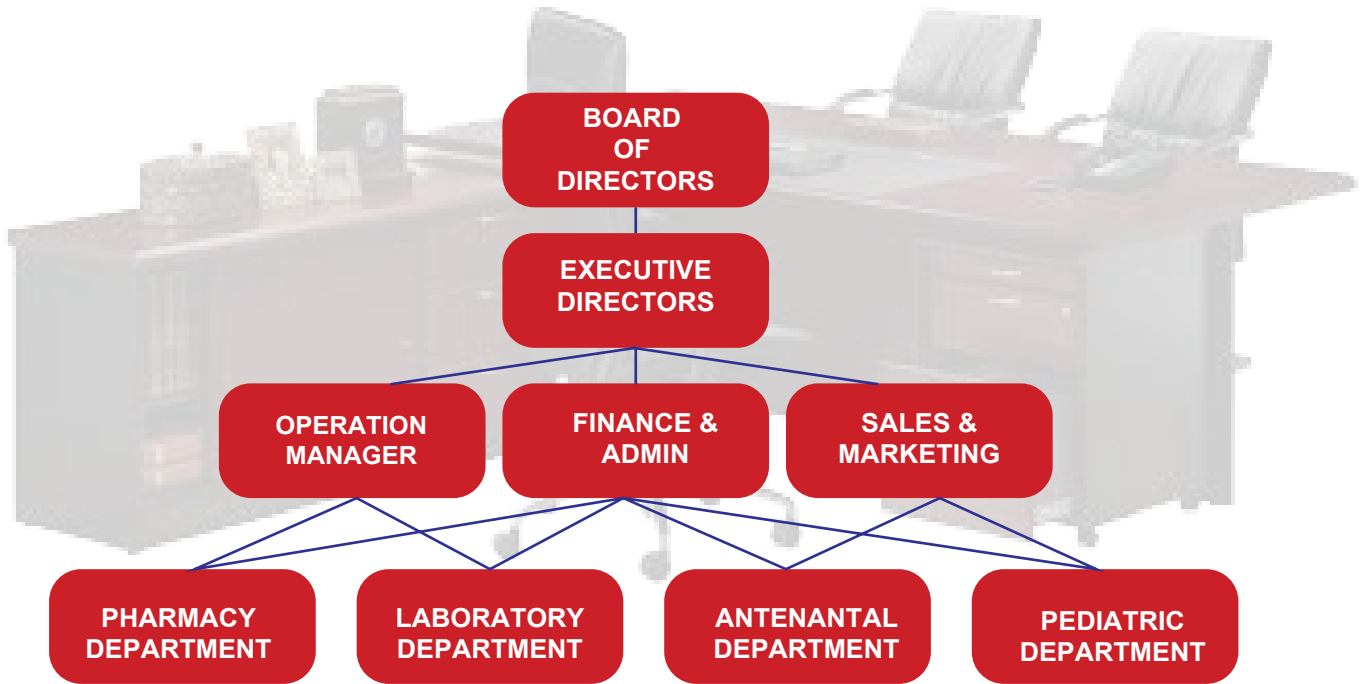 BOARD
OF
DIRECTORS
EXECUTIVE
DIRECTORS
OPERATION
MANAGER
FINANCE &
ADMIN
SALES &
MARKETING
PHARMACY
DEPARTMENT
LABORATORY
DEPARTMENT
ANTENANTAL
DEPARTMENT
PEDIATRIC
DEPARTMENT